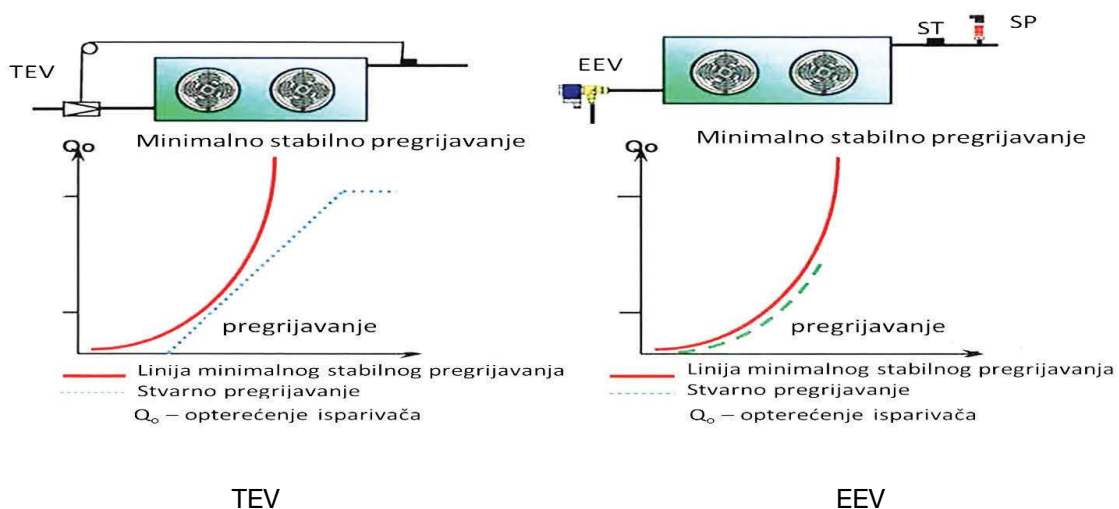 TEV
Minimalno stabilno pregrijavanje
Qo
pregrijavanje
Linija minimalnog stabilnog pregrijavanja
Stvarno pregrijavanje
Qₒ – opterećenje isparivača
TEV
EEV
ST
SP
Minimalno stabilno pregrijavanje
Qo
pregrijavanje
Linija minimalnog stabilnog pregrijavanja
Stvarno pregrijavanje
Qₒ – opterećenje isparivača
EEV